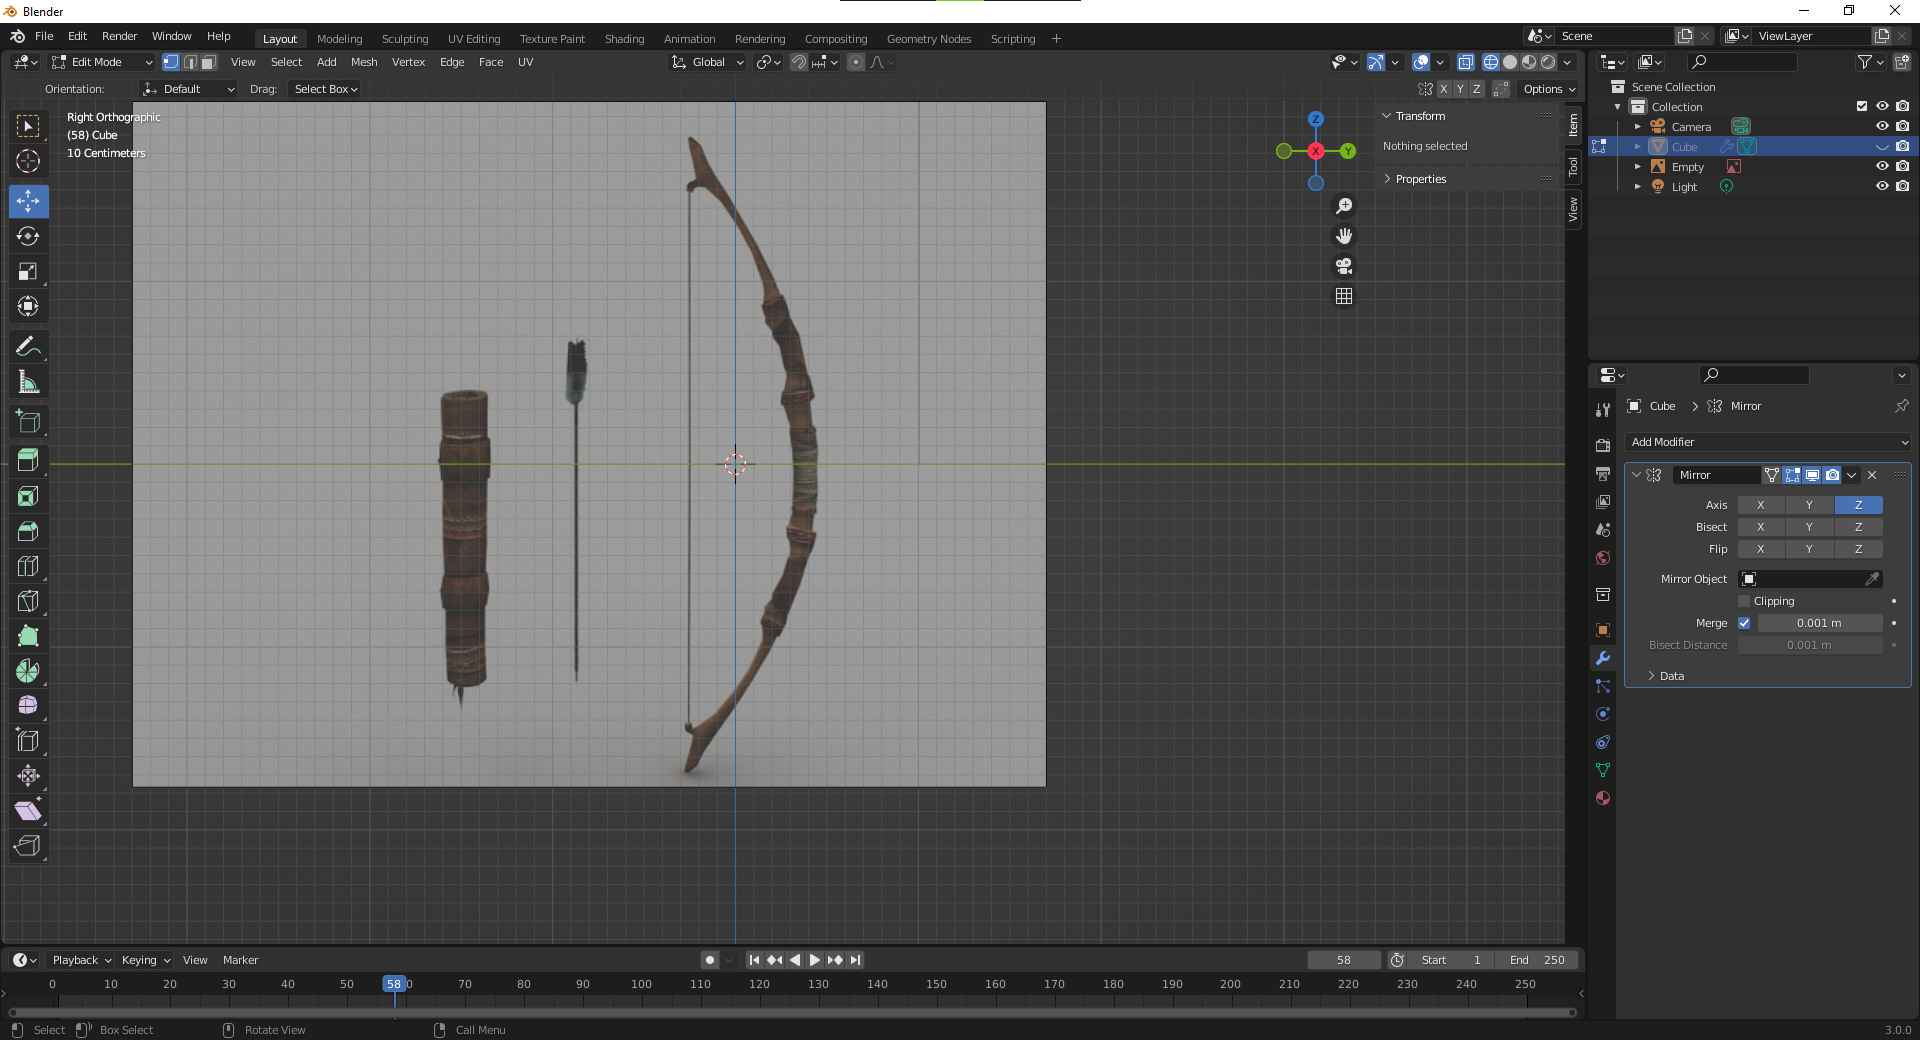 Blender
File Edit Render Window Help Layout Modeling Sculpting UV Editing Texture Paint Shading Animation Rendering Compositing Geometry Nodes Scripting + Scene ViewLayer
Edit Mode View Select Add Mesh Vertex Edge Face UV Global
Orientation: Default Drag: Select Box X Y Z Options
Right Orthographic
(58) Cube
10 Centimeters
Z
X
Y
Transform
Nothing selected
Properties
Item
Tool
View
Scene Collection
Collection
Camera
Cube
Empty
Light
Cube > Mirror
Add Modifier
Mirror
Axis X Y Z
Bisect X Y Z
Flip X Y Z
Mirror Object
Clipping
Merge 0.001 m
Bisect Distance 0.001 m
Data
Playback Keying View Marker 58 Start 1 End 250
0 10 20 30 40 50 58 0 70 80 90 100 110 120 130 140 150 160 170 180 190 200 210 220 230 240 250
Select Box Select Rotate View Call Menu 3.0.0